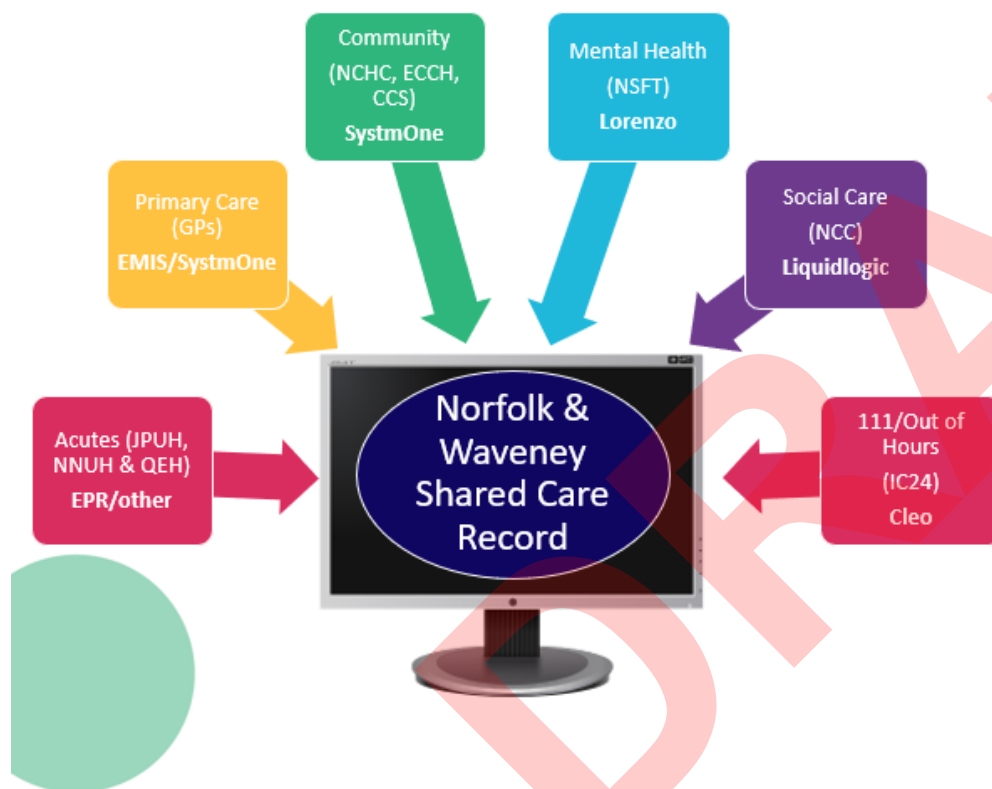 Community
(NCHC, ECCH,
CCS)
SystmOne
Mental Health
(NSFT)
Lorenzo
Primary Care
(GPs)
EMIS/SystmOne
Social Care
(NCC)
Liquidlogic
Acutes (JPUH,
NNUH & QEH)
EPR/other
Norfolk &
Waveney
Shared Care
Record
111/Out of
Hours
(IC24)
Cleo